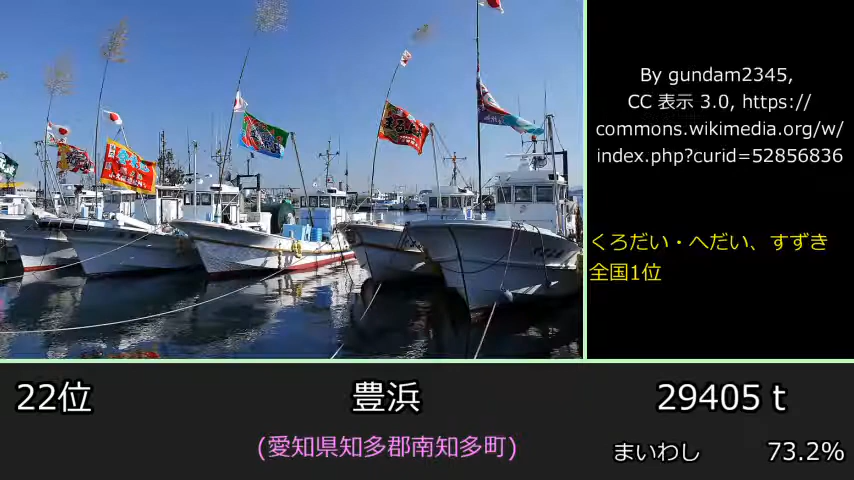 By gundam2345,
CC 表示 3.0, https://
commons.wikimedia.org/w/
index.php?curid=52856836
くろだい・へだい、すずき
全国1位
22位
豊浜
29405 t
(愛知県知多郡南知多町)
まいわし
73.2%